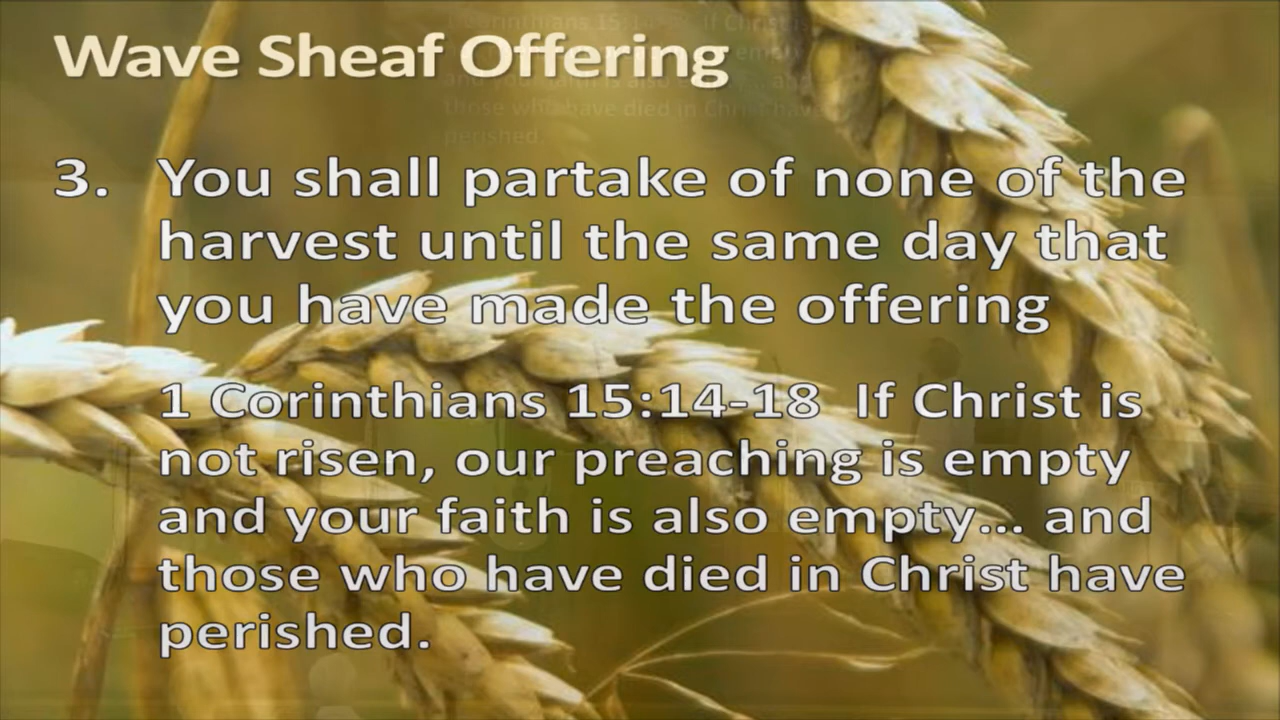 Wave Sheaf Offering
3. You shall partake of none of the
harvest until the same day that
you have made the offering
1 Corinthians 15:14-18 If Christ is
not risen, our preaching is empty
and your faith is also empty... and
those who have died in Christ have
perished.